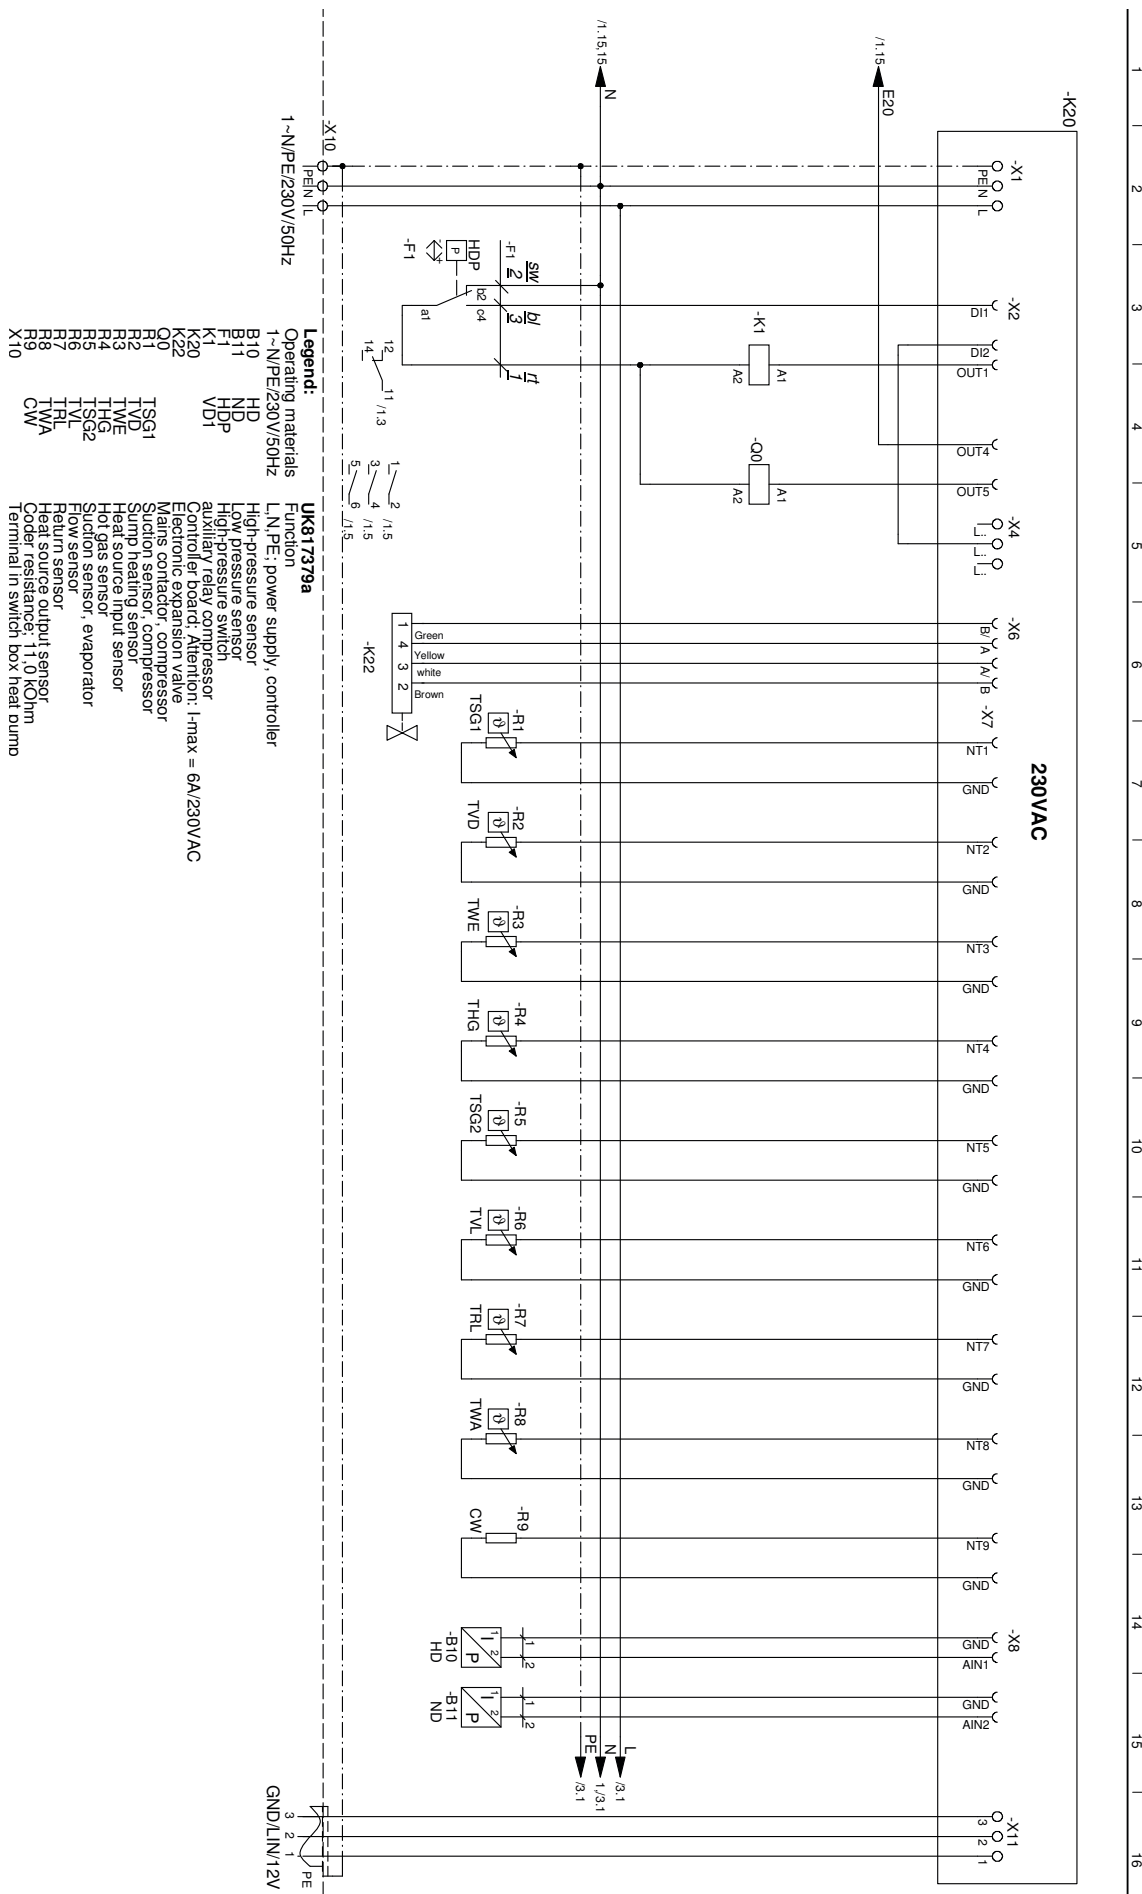 1
2
3
4
5
6
7
8
9
10
11
12
13
14
15
16
-K20
230VAC
-X1
PE
N
L
-X2
DI1
DI2
OUT1
OUT4
OUT5
-X4
L::
L::
L::
-X6
B/
A
A/
B
-X7
NT1
GND
NT2
GND
NT3
GND
NT4
GND
NT5
GND
NT6
GND
NT7
GND
NT8
GND
NT9
GND
-X8
GND
AIN1
GND
AIN2
-X11
3
2
1
/1.15
E20
/1.15,15
N
-K1
A1
A2
-Q0
A1
A2
L
/3.1
N
1,/3.1
PE
/3.1
sw
2
-F1
bl
3
rt
1
HDP
P
-F1
b2
c4
a1
12
14
11
/1.3
1
2
/1.5
3
4
/1.5
5
6
/1.5
Green
Yellow
white
Brown
1
4
3
2
-K22
-R1
ϑ
TSG1
-R2
ϑ
TVD
-R3
ϑ
TWE
-R4
ϑ
THG
-R5
ϑ
TSG2
-R6
ϑ
TVL
-R7
ϑ
TRL
-R8
ϑ
TWA
-R9
CW
1
2
1
2
I
P
-B10
HD
1
2
1
2
I
P
-B11
ND
-X10
PE
N
L
1~N/PE/230V/50Hz
3
2
1
PE
GND/LIN/12V
Legend: UK817379a
Operating materials Function
1~N/PE/230V/50Hz L,N,PE; power supply, controller
B10 HD High-pressure sensor
B11 ND Low pressure sensor
F1 HDP High-pressure switch
K1 VD1 auxiliary relay compressor
K20 Controller board; Attention: I-max = 6A/230VAC
K22 Electronic expansion valve
Q0 Mains contactor, compressor
R1 TSG1 Suction sensor, compressor
R2 TVD Sump heating sensor
R3 TWE Heat source input sensor
R4 THG Hot gas sensor
R5 TSG2 Suction sensor, evaporator
R6 TVL Flow sensor
R7 TRL Return sensor
R8 TWA Heat source output sensor
R9 CW Coder resistance; 11,0 kOhm
X10 Terminal in switch box heat pump